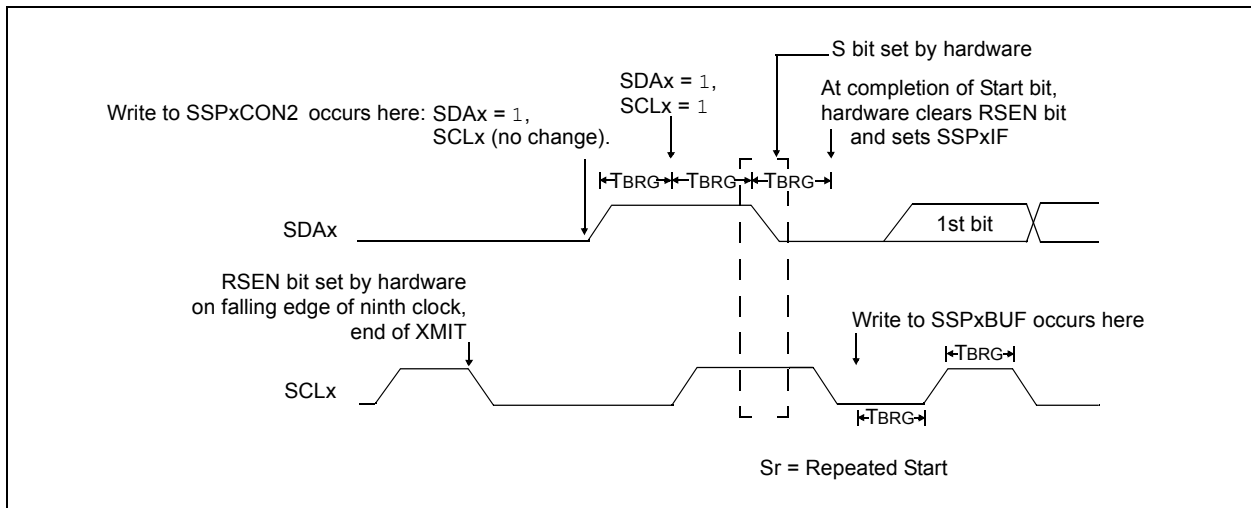 S bit set by hardware
SDAx = 1,
SCLx = 1
At completion of Start bit,
hardware clears RSEN bit
and sets SSPxIF
Write to SSPxCON2 occurs here: SDAx = 1,
SCLx (no change).
TBRG
TBRG
TBRG
SDAx
1st bit
RSEN bit set by hardware
on falling edge of ninth clock,
end of XMIT
Write to SSPxBUF occurs here
TBRG
SCLx
TBRG
Sr = Repeated Start